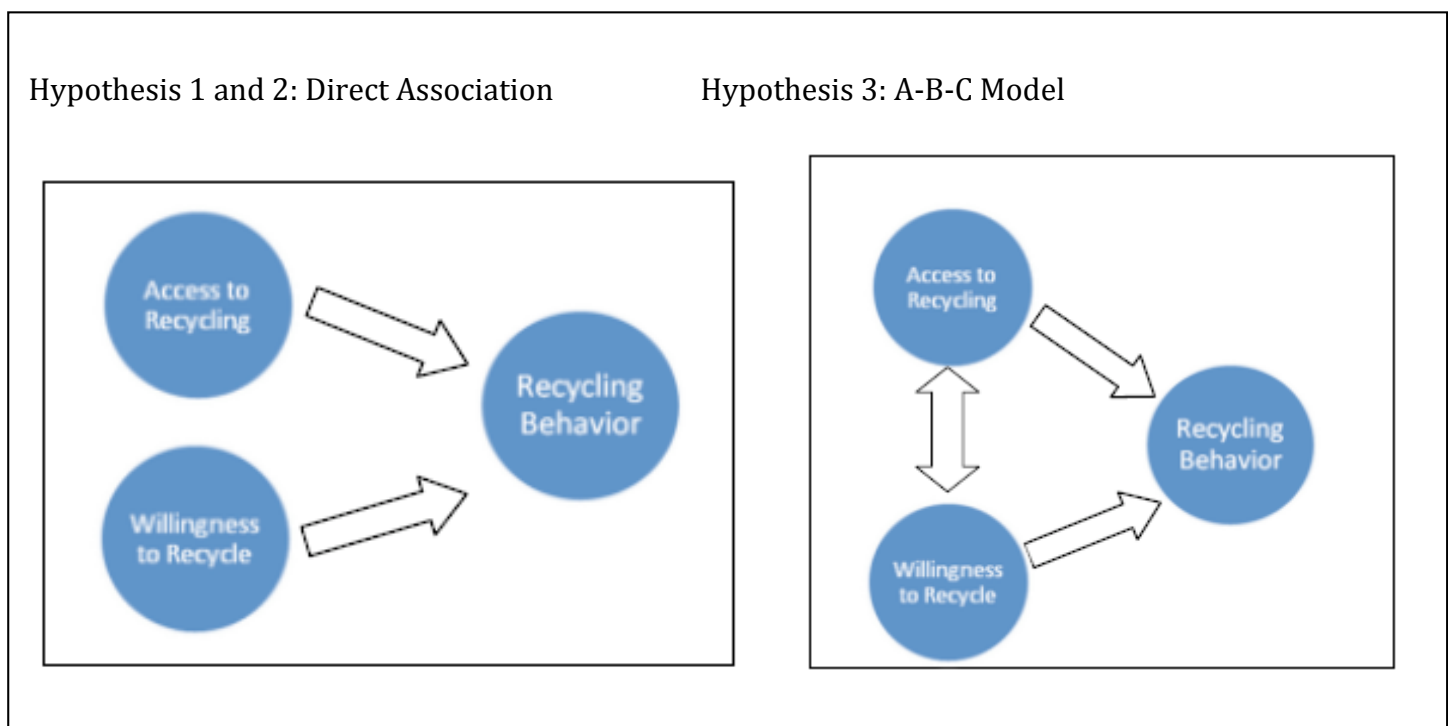 Hypothesis 1 and 2: Direct Association
Hypothesis 3: A-B-C Model
Access to
Recycling
Willingness
to Recycle
Recycling
Behavior
Access to
Recycling
Willingness
to Recycle
Recycling
Behavior